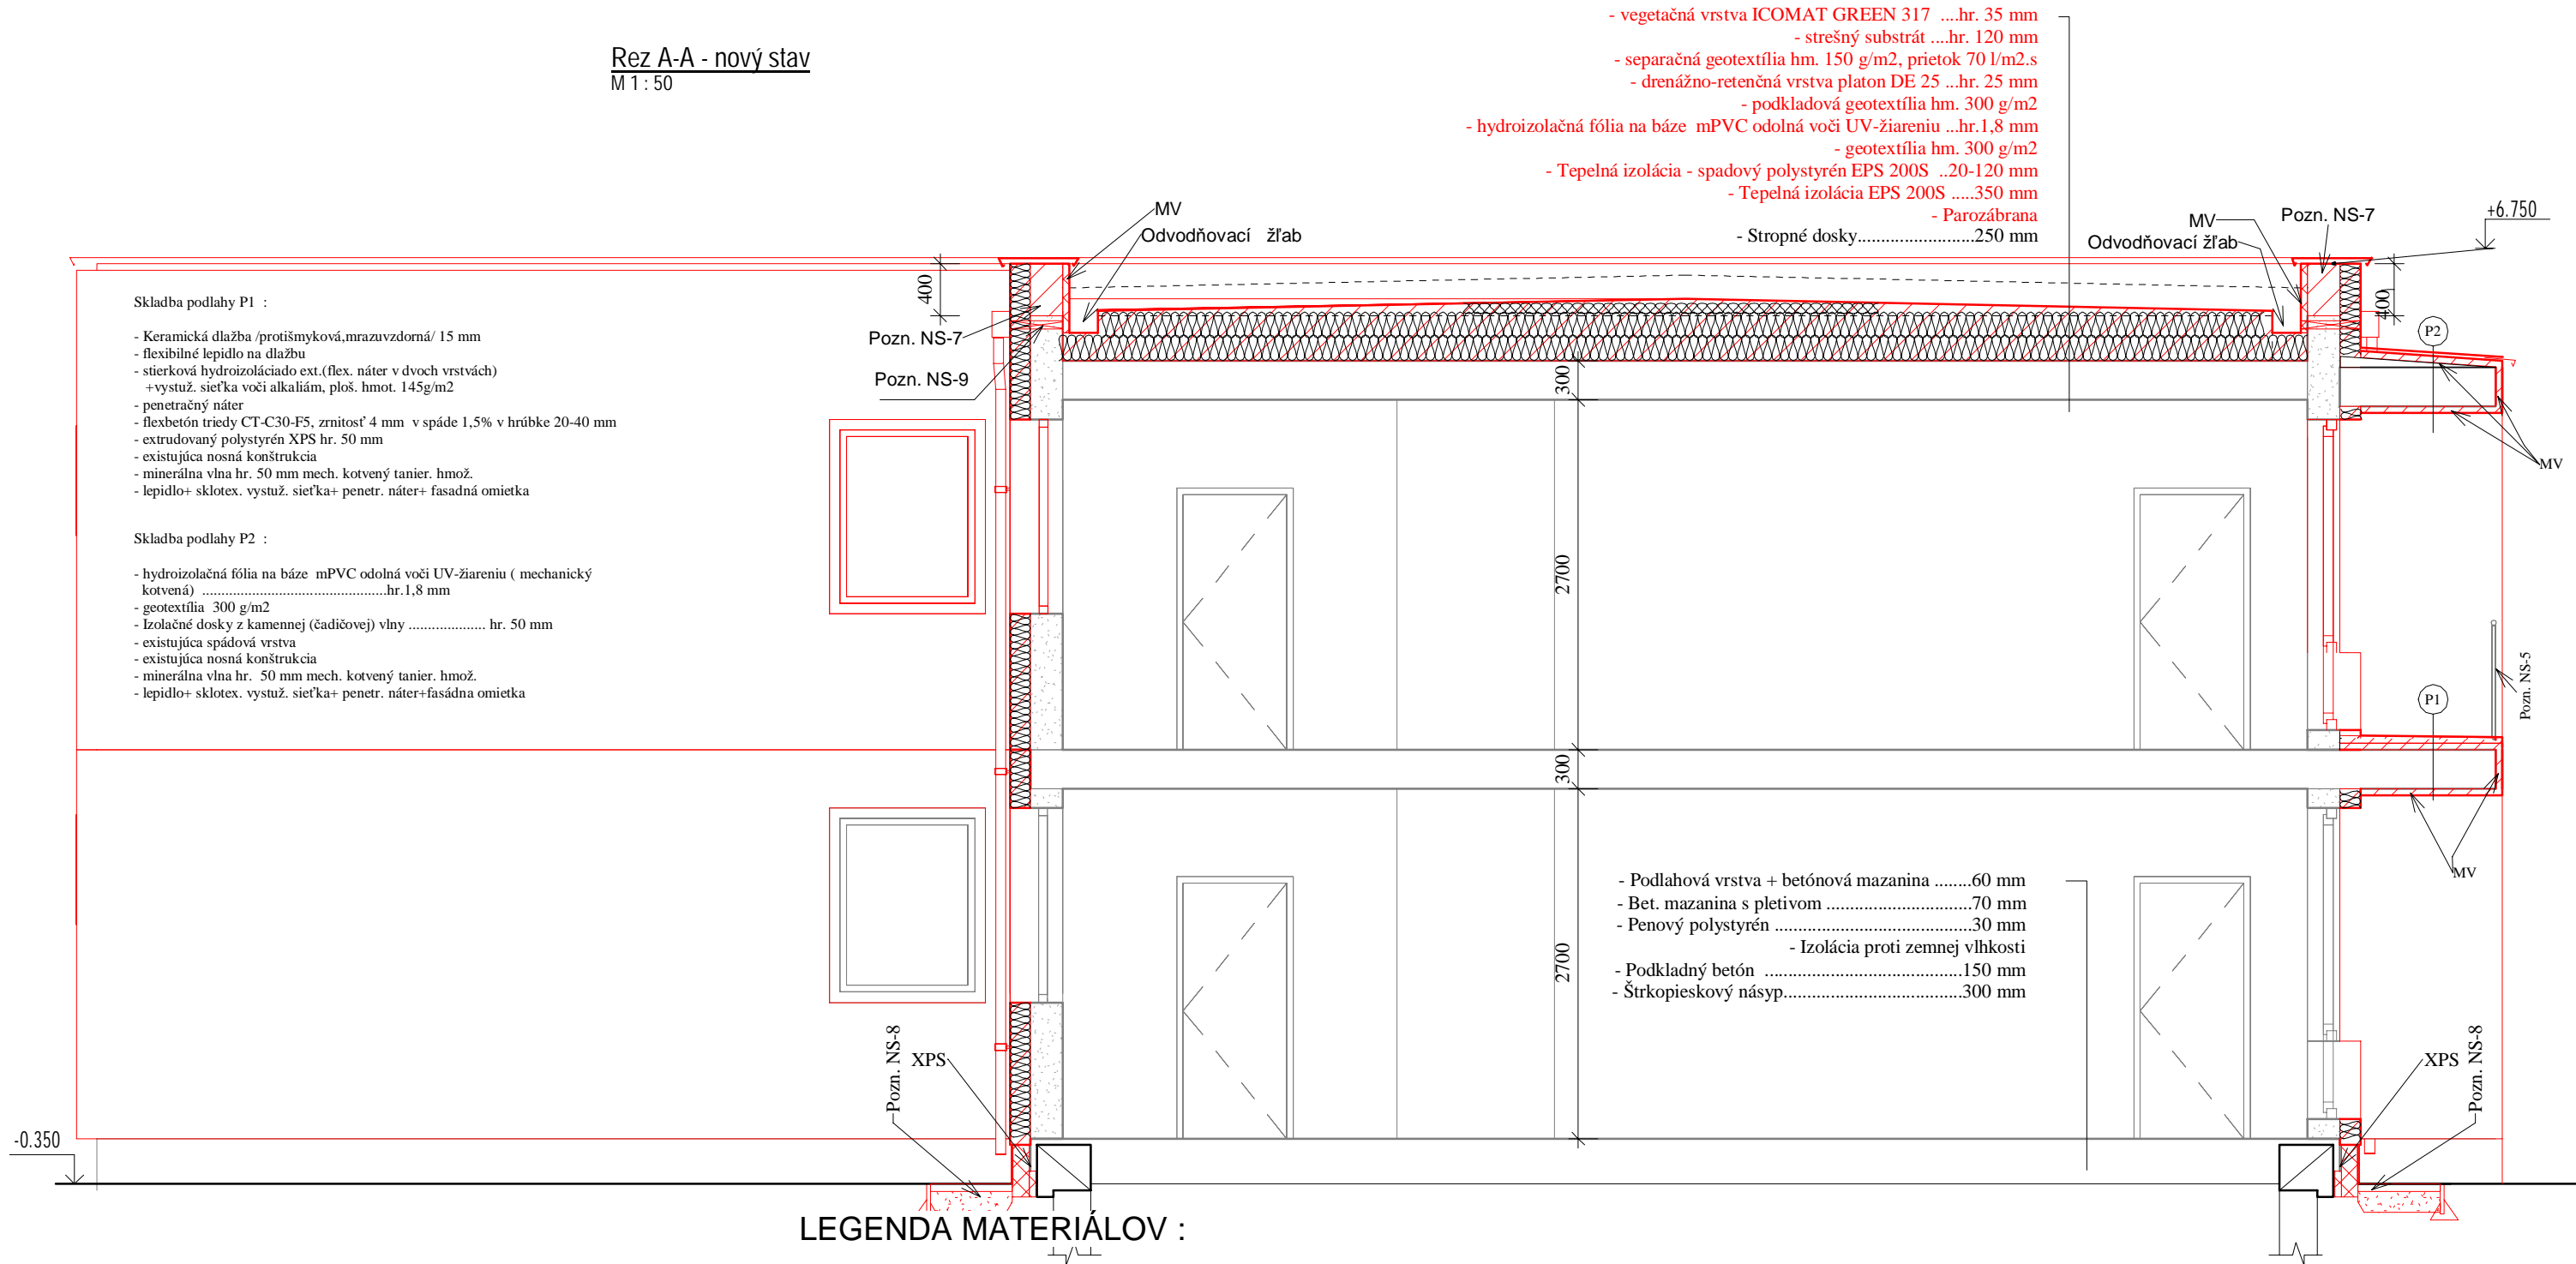 Rez A-A - nový stav
M 1 : 50
- vegetačná vrstva ICOMAT GREEN 317 ....hr. 35 mm
- strešný substrát ....hr. 120 mm
- separačná geotextília hm. 150 g/m2, prietok 70 l/m2.s
- drenážno-retenčná vrstva platon DE 25 ...hr. 25 mm
- podkladová geotextília hm. 300 g/m2
- hydroizolačná fólia na báze mPVC odolná voči UV-žiareniu ...hr.1,8 mm
- geotextília hm. 300 g/m2
- Tepelná izolácia - spadový polystyrén EPS 200S ..20-120 mm
- Tepelná izolácia EPS 200S .....350 mm
- Parozábrana
- Stropné dosky........................250 mm
MV
Odvodňovací žľab
MV
Odvodňovací žľab
Pozn. NS-7
+6.750
400
400
Pozn. NS-7
Pozn. NS-9
P2
MV
Skladba podlahy P1 :
- Keramická dlažba /protišmyková,mrazuvzdorná/ 15 mm
- flexibilné lepidlo na dlažbu
- stierková hydroizoláciado ext.(flex. náter v dvoch vrstvách)
+vystuž. sieťka voči alkaliám, ploš. hmot. 145g/m2
- penetračný náter
- flexbetón triedy CT-C30-F5, zrnitosť 4 mm v spáde 1,5% v hrúbke 20-40 mm
- extrudovaný polystyrén XPS hr. 50 mm
- existujúca nosná konštrukcia
- minerálna vlna hr. 50 mm mech. kotvený tanier. hmož.
- lepidlo+ sklotex. vystuž. sieťka+ penetr. náter+ fasadná omietka
Skladba podlahy P2 :
- hydroizolačná fólia na báze mPVC odolná voči UV-žiareniu ( mechanický
kotvená) ..............................................hr.1,8 mm
- geotextília 300 g/m2
- Izolačné dosky z kamennej (čadičovej) vlny .................... hr. 50 mm
- existujúca spádová vrstva
- existujúca nosná konštrukcia
- minerálna vlna hr. 50 mm mech. kotvený tanier. hmož.
- lepidlo+ sklotex. vystuž. sieťka+ penetr. náter+fasádna omietka
300
2700
300
2700
Pozn. NS-5
P1
MV
- Podlahová vrstva + betónová mazanina ........60 mm
- Bet. mazanina s pletivom ..............................70 mm
- Penový polystyrén .........................................30 mm
- Izolácia proti zemnej vlhkosti
- Podkladný betón .........................................150 mm
- Štrkopieskový násyp.....................................300 mm
Pozn. NS-8
XPS
XPS
Pozn. NS-8
-0.350
LEGENDA MATERIÁLOV :